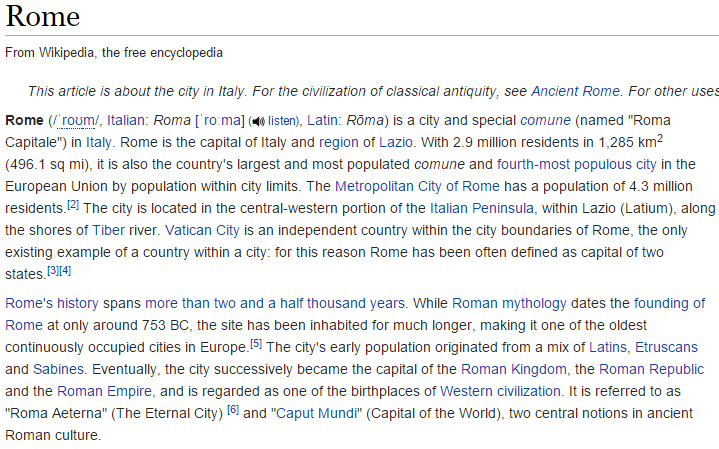 Rome
From Wikipedia, the free encyclopedia
This article is about the city in Italy. For the civilization of classical antiquity, see Ancient Rome. For other uses
Rome (/ˈroʊm/, Italian: Roma [ˈroːma] (listen), Latin: Rōma) is a city and special comune (named "Roma
Capitale") in Italy. Rome is the capital of Italy and region of Lazio. With 2.9 million residents in 1,285 km2
(496.1 sq mi), it is also the country's largest and most populated comune and fourth-most populous city in the
European Union by population within city limits. The Metropolitan City of Rome has a population of 4.3 million
residents.[2] The city is located in the central-western portion of the Italian Peninsula, within Lazio (Latium), along
the shores of Tiber river. Vatican City is an independent country within the city boundaries of Rome, the only
existing example of a country within a city: for this reason Rome has been often defined as capital of two
states.[3][4]
Rome's history spans more than two and a half thousand years. While Roman mythology dates the founding of
Rome at only around 753 BC, the site has been inhabited for much longer, making it one of the oldest
continuously occupied cities in Europe.[5] The city's early population originated from a mix of Latins, Etruscans
and Sabines. Eventually, the city successively became the capital of the Roman Kingdom, the Roman Republic
and the Roman Empire, and is regarded as one of the birthplaces of Western civilization. It is referred to as
"Roma Aeterna" (The Eternal City) [6] and "Caput Mundi" (Capital of the World), two central notions in ancient
Roman culture.